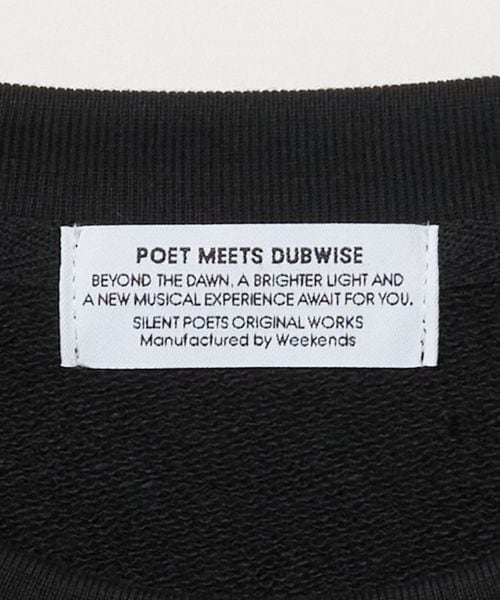 POET MEETS DUBWISE
BEYOND THE DAWN, A BRIGHTER LIGHT AND
A NEW MUSICAL EXPERIENCE AWAIT FOR YOU.
SILENT POETS ORIGINAL WORKS
Manufactured by Weekends